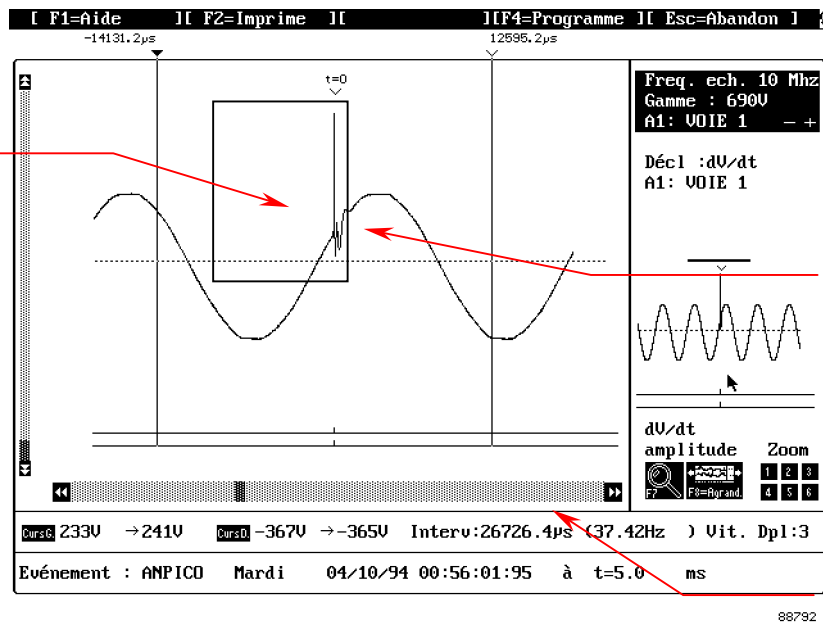 [ F1=Aide ][ F2=Imprime ][ ][F4=Programme ][ Esc=Abandon ]
-14131.2µs
12595.2µs
t=0
Freq. ech. 10 Mhz
Gamme : 690V
A1: VOIE 1 - +
Décl :dV/dt
A1: VOIE 1
dV/dt
amplitude
Zoom
F7
F8=Agrand.
1 2 3
4 5 6
CursG. 233V →241V CursD. -367V →-365V Interv:26726.4µs (37.42Hz ) Vit. Dpl:3
Evénement : ANPICO Mardi 04/10/94 00:56:01:95 à t=5.0 ms
88792